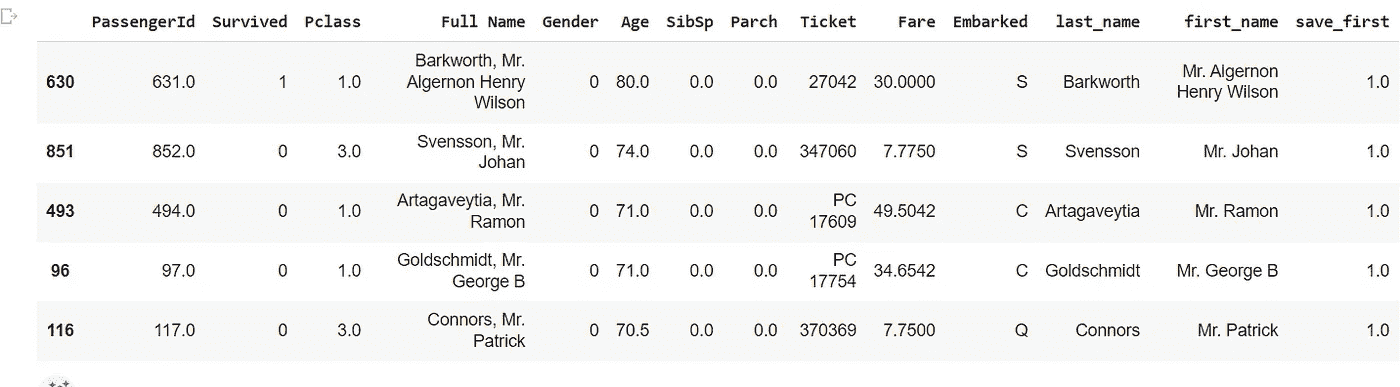 PassengerId Survived Pclass Full Name Gender Age SibSp Parch Ticket Fare Embarked last_name first_name save_first
630 631.0 1 1.0 Barkworth, Mr. Algernon Henry Wilson 0 80.0 0.0 0.0 27042 30.0000 S Barkworth Mr. Algernon Henry Wilson 1.0
851 852.0 0 3.0 Svensson, Mr. Johan 0 74.0 0.0 0.0 347060 7.7750 S Svensson Mr. Johan 1.0
493 494.0 0 1.0 Artagaveytia, Mr. Ramon 0 71.0 0.0 0.0 PC 17609 49.5042 C Artagaveytia Mr. Ramon 1.0
96 97.0 0 1.0 Goldschmidt, Mr. George B 0 71.0 0.0 0.0 PC 17754 34.6542 C Goldschmidt Mr. George B 1.0
116 117.0 0 3.0 Connors, Mr. Patrick 0 70.5 0.0 0.0 370369 7.7500 Q Connors Mr. Patrick 1.0